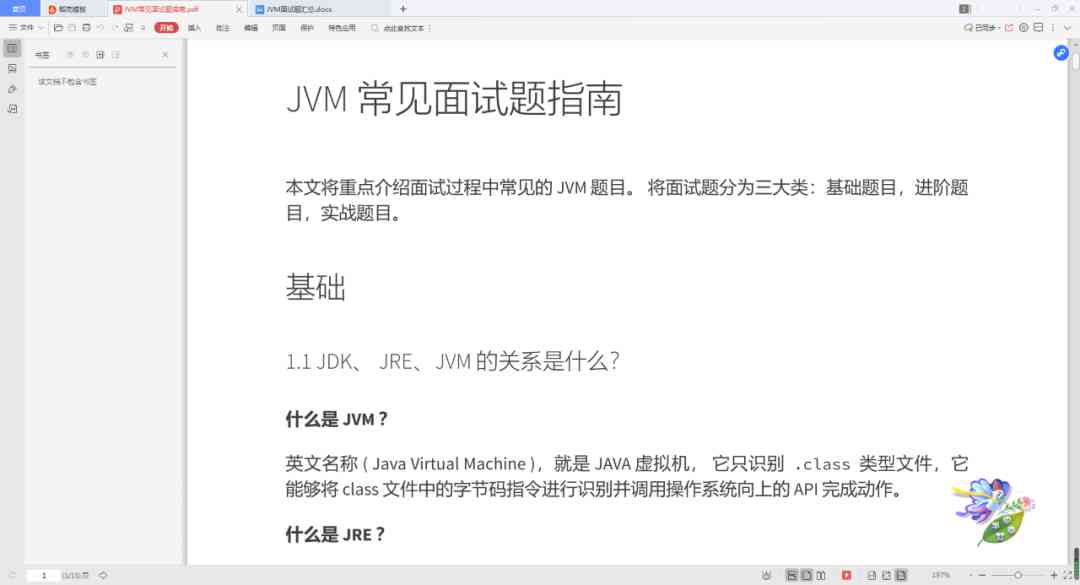 首页 稻壳模板 JVM常见面试题指南.pdf JVM面试题汇总.docx
文件 开始 插入 批注 编辑 页面 保护 特色应用 点此查找文本 已同步
书签
该文档不包含书签
JVM 常见面试题指南
本文将重点介绍面试过程中常见的 JVM 题目。 将面试题分为三大类：基础题目，进阶题
目，实战题目。
基础
1.1 JDK、 JRE、JVM 的关系是什么？
什么是 JVM？
英文名称 ( Java Virtual Machine )，就是 JAVA 虚拟机， 它只识别 .class 类型文件，它
能够将 class 文件中的字节码指令进行识别并调用操作系统向上的 API 完成动作。
什么是 JRE？
1 197%